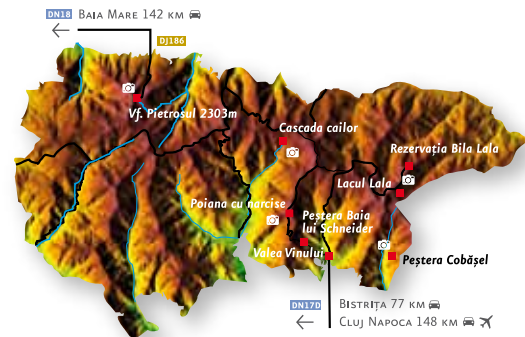 DN18 BAIA MARE 142 KM
DJ186
Vf. Pietrosul 2303m
Cascada cailor
Rezervația Bila Lala
Lacul Lala
Poiana cu narcise
Peștera Baia
lui Schneider
Valea Vinului
Peștera Cobășel
DN17D BISTRIȚA 77 KM
CLUJ NAPOCA 148 KM